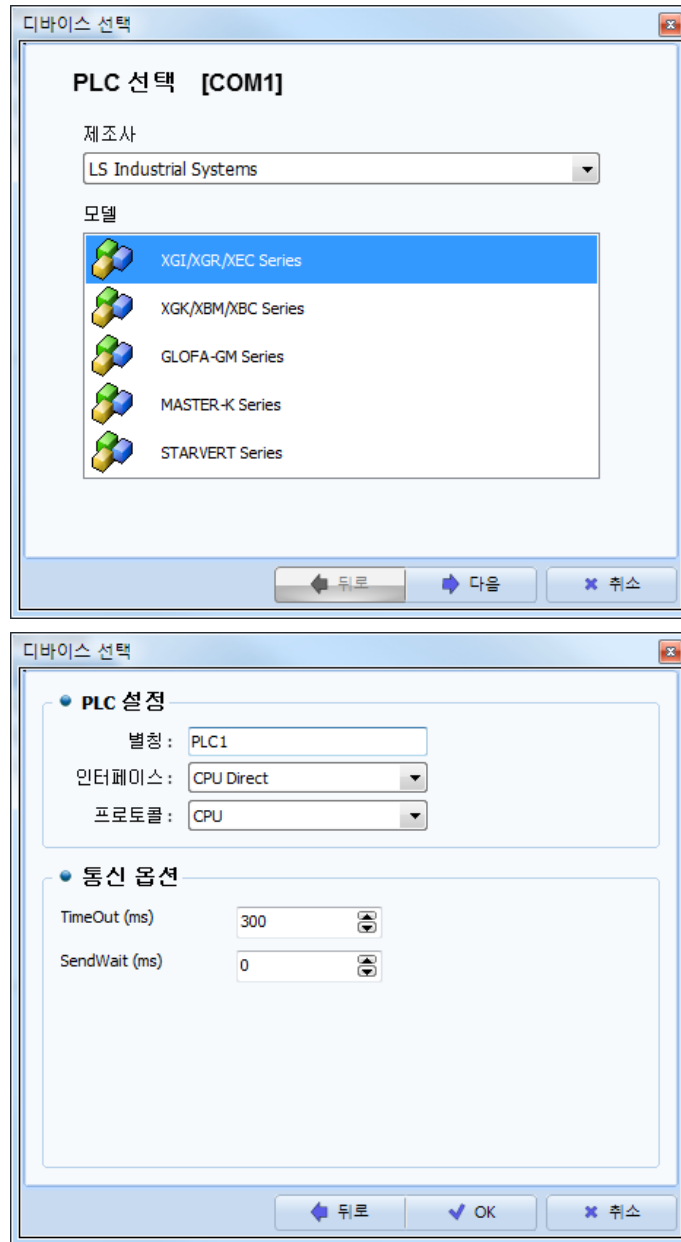 디바이스 선택
PLC 선택 [COM1]
제조사
LS Industrial Systems
모델
XGI/XGR/XEC Series
XGK/XBM/XBC Series
GLOFA-GM Series
MASTER-K Series
STARVERT Series
뒤로 다음 취소
디바이스 선택
PLC 설정
별칭 : PLC1
인터페이스 : CPU Direct
프로토콜 : CPU
통신 옵션
TimeOut (ms) 300
SendWait (ms) 0
뒤로 OK 취소